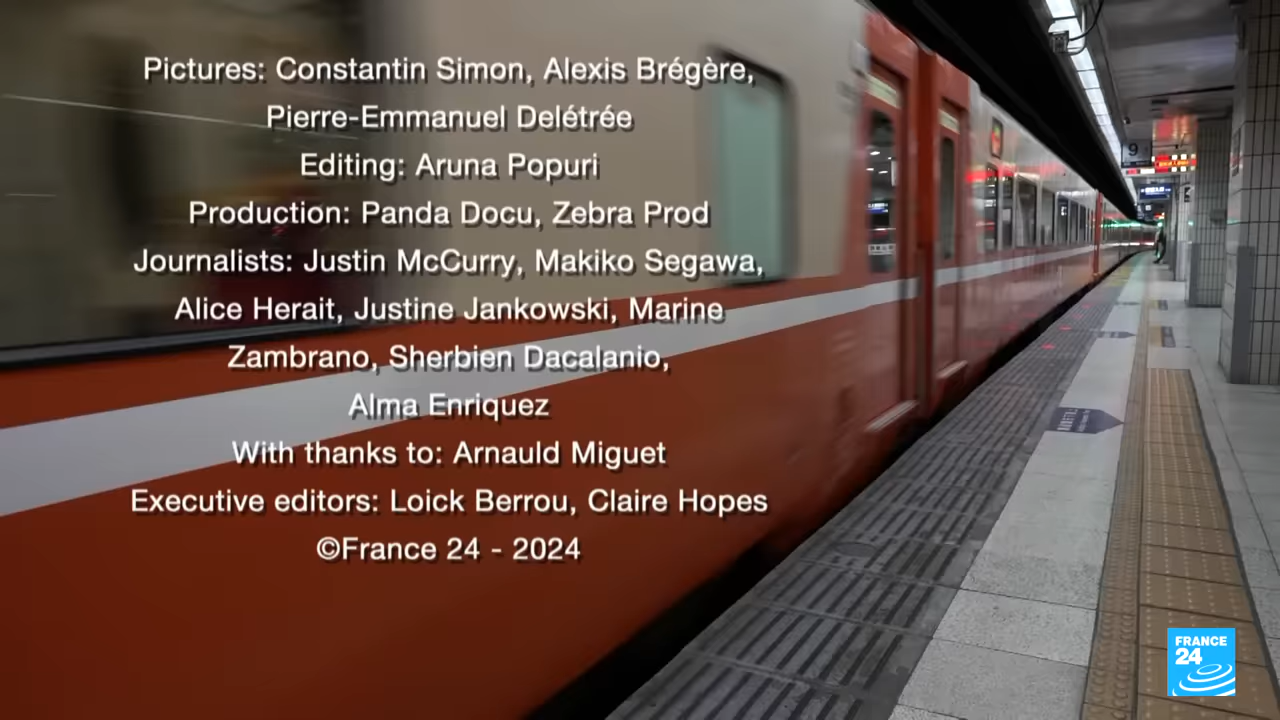 Pictures: Constantin Simon, Alexis Brégère,
Pierre-Emmanuel Delétrée
Editing: Aruna Popuri
Production: Panda Docu, Zebra Prod
Journalists: Justin McCurry, Makiko Segawa,
Alice Herait, Justine Jankowski, Marine
Zambrano, Sherbien Dacalanio,
Alma Enriquez
With thanks to: Arnauld Miguet
Executive editors: Loick Berrou, Claire Hopes
©France 24 - 2024
9
FRANCE
24